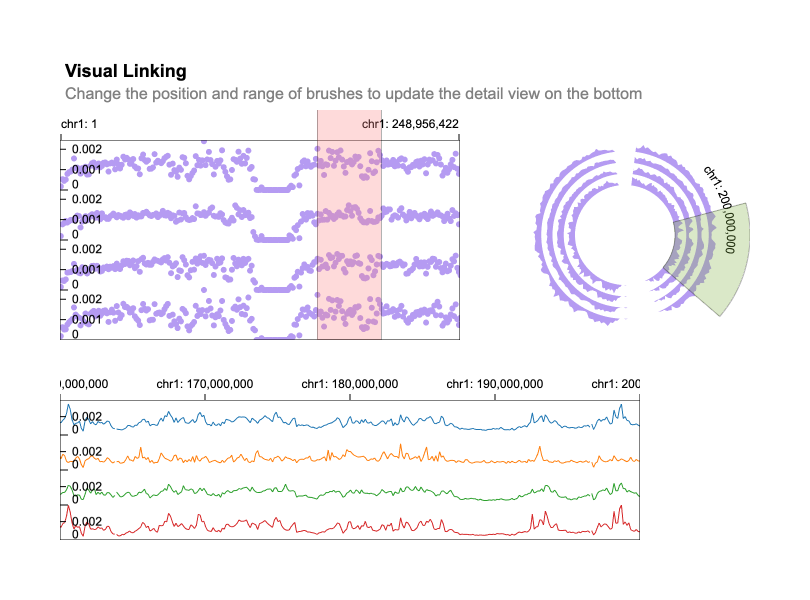 Visual Linking
Change the position and range of brushes to update the detail view on the bottom
chr1: 1
chr1: 248,956,422
0.002
0.001
0
0.002
0.001
0
0.002
0.001
0
0.002
0.001
0
chr1: 200,000,000
0,000,000
chr1: 170,000,000
chr1: 180,000,000
chr1: 190,000,000
chr1: 200
0.002
0
0.002
0
0.002
0
0.002
0